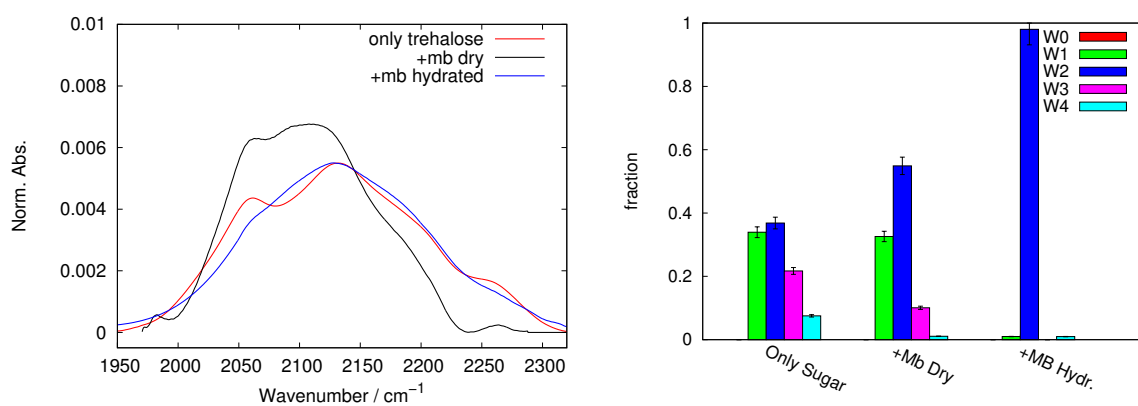 0.01
0.008
0.006
0.004
0.002
0
Norm. Abs.
only trehalose
+mb dry
+mb hydrated
1950 2000 2050 2100 2150 2200 2250 2300
Wavenumber / cm⁻¹
1
0.8
0.6
0.4
0.2
0
fraction
W0
W1
W2
W3
W4
Only Sugar
+Mb Dry
+MB Hydr.